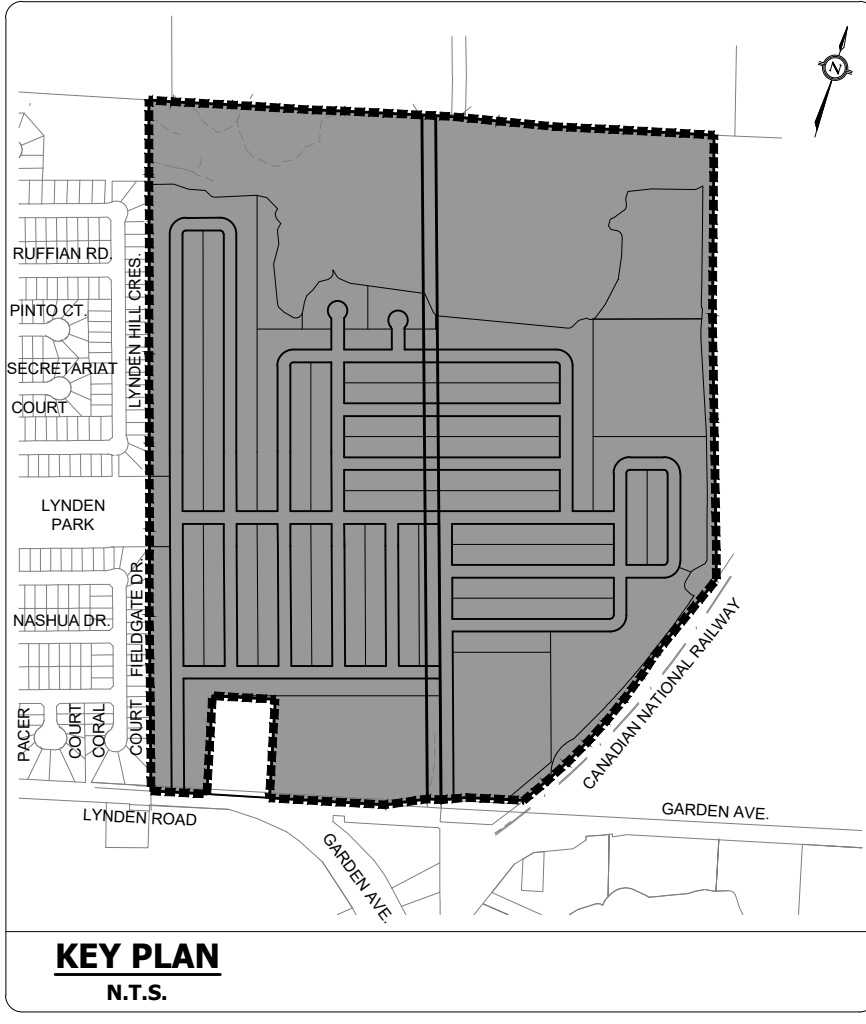 N
RUFFIAN RD.
LYNDEN HILL CRES.
PINTO CT.
SECRETARIAT
COURT
LYNDEN
PARK
NASHUA DR.
FIELDGATE DR.
PACER
COURT
CORAL
COURT
CANADIAN NATIONAL RAILWAY
LYNDEN ROAD
GARDEN AVE.
GARDEN AVE.
KEY PLAN
N.T.S.